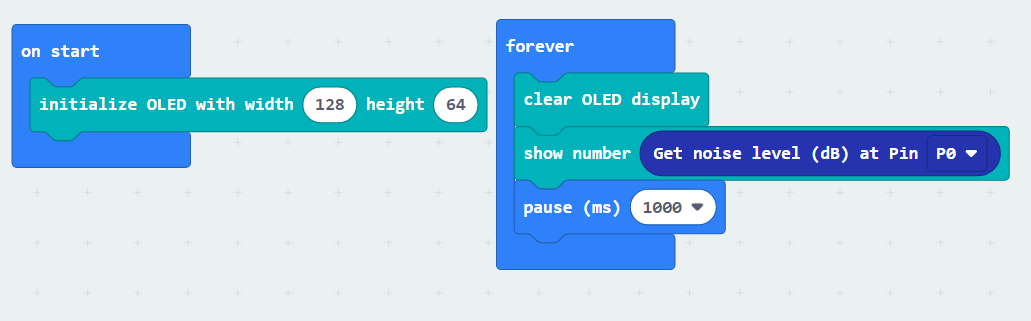 on start
initialize OLED with width 128 height 64
forever
clear OLED display
show number Get noise level (dB) at Pin P0
pause (ms) 1000